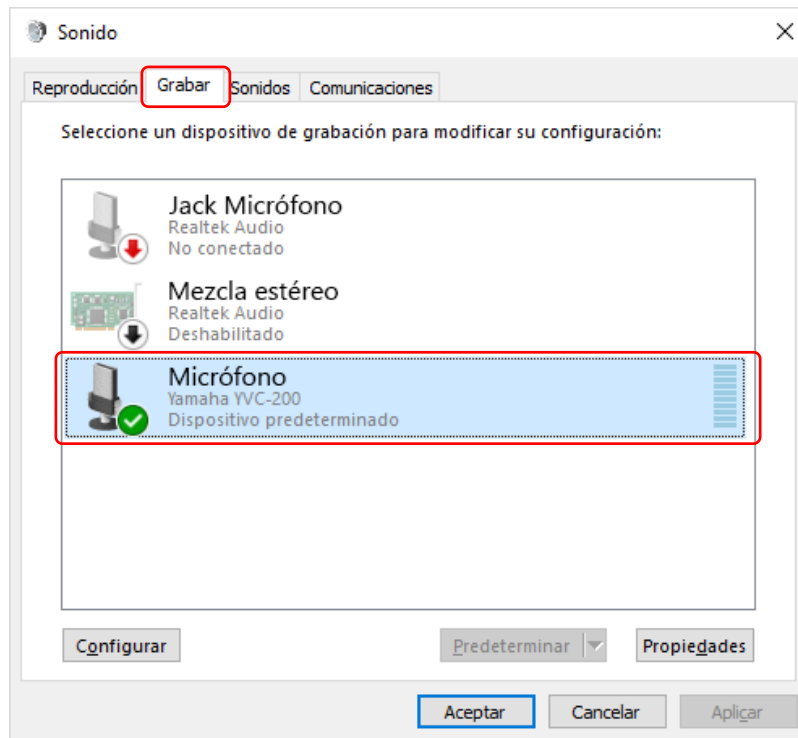 Sonido
Reproducción Grabar Sonidos Comunicaciones
Seleccione un dispositivo de grabación para modificar su configuración:
Jack Micrófono
Realtek Audio
No conectado
Mezcla estéreo
Realtek Audio
Deshabilitado
Micrófono
Yamaha YVC-200
Dispositivo predeterminado
Configurar Predeterminar Propiedades
Aceptar Cancelar Aplicar